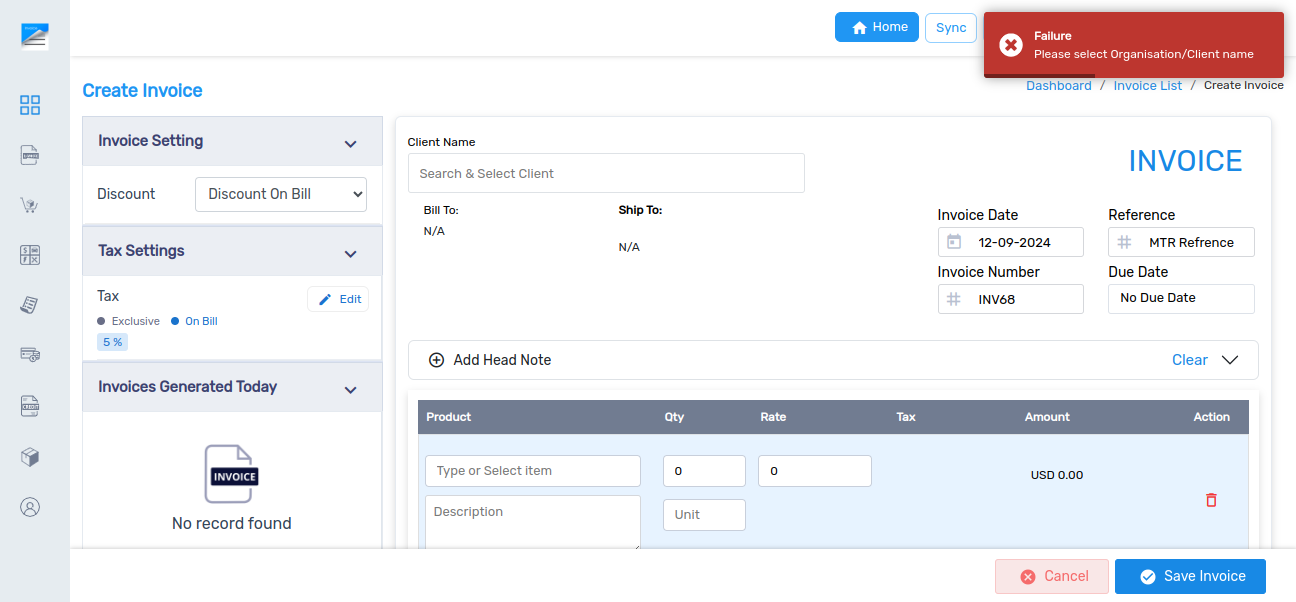 Home
Sync
Failure
Please select Organisation/Client name
Create Invoice
Dashboard / Invoice List / Create Invoice
Invoice Setting
Discount
Discount On Bill
Tax Settings
Tax
Edit
Exclusive
On Bill
5 %
Invoices Generated Today
INVOICE
No record found
Client Name
Search & Select Client
INVOICE
Bill To:
N/A
Ship To:
N/A
Invoice Date
12-09-2024
Reference
MTR Refrence
Invoice Number
INV68
Due Date
No Due Date
Add Head Note
Clear
Product Qty Rate Tax Amount Action
Type or Select item
0
0
USD 0.00
Description
Unit
Cancel
Save Invoice